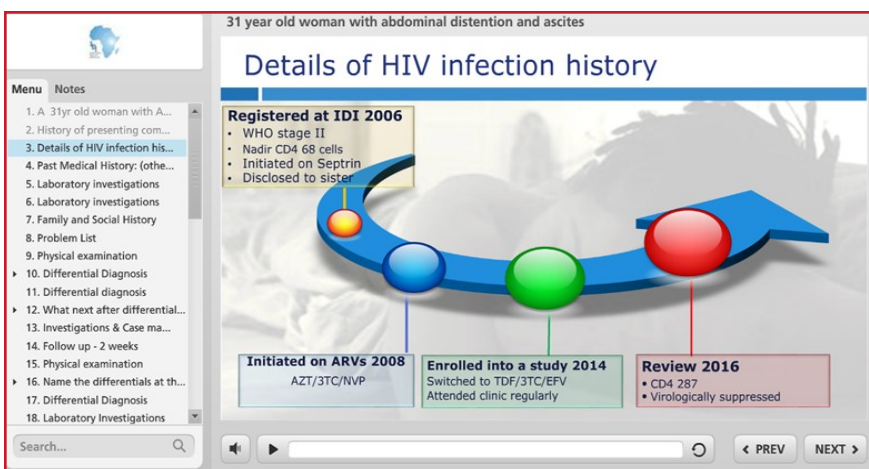 31 year old woman with abdominal distention and ascites
Menu Notes
1. A 31yr old woman with A...
2. History of presenting com...
3. Details of HIV infection his...
4. Past Medical History: (othe...
5. Laboratory investigations
6. Laboratory investigations
7. Family and Social History
8. Problem List
9. Physical examination
10. Differential Diagnosis
11. Differential diagnosis
12. What next after differential...
13. Investigations & Case ma...
14. Follow up - 2 weeks
15. Physical examination
16. Name the differentials at th...
17. Differential Diagnosis
18. Laboratory Investigations
Search...
Details of HIV infection history
Registered at IDI 2006
• WHO stage II
• Nadir CD4 68 cells
• Initiated on Septrin
• Disclosed to sister
Initiated on ARVs 2008
AZT/3TC/NVP
Enrolled into a study 2014
Switched to TDF/3TC/EFV
Attended clinic regularly
Review 2016
• CD4 287
• Virologically suppressed
PREV
NEXT